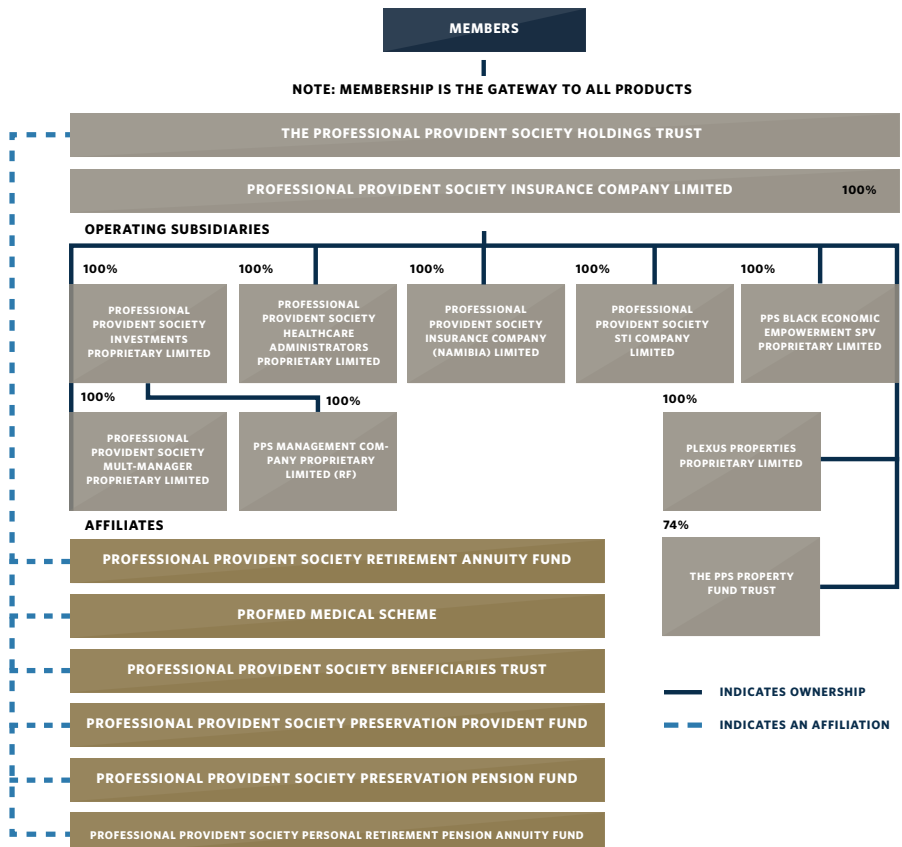 MEMBERS
NOTE: MEMBERSHIP IS THE GATEWAY TO ALL PRODUCTS
THE PROFESSIONAL PROVIDENT SOCIETY HOLDINGS TRUST
PROFESSIONAL PROVIDENT SOCIETY INSURANCE COMPANY LIMITED
100%
OPERATING SUBSIDIARIES
100%
PROFESSIONAL
PROVIDENT SOCIETY
INVESTMENTS
PROPRIETARY LIMITED
100%
PROFESSIONAL
PROVIDENT SOCIETY
HEALTHCARE
ADMINISTRATORS
PROPRIETARY LIMITED
100%
PROFESSIONAL
PROVIDENT SOCIETY
INSURANCE COMPANY
(NAMIBIA) LIMITED
100%
PROFESSIONAL
PROVIDENT SOCIETY
STI COMPANY
LIMITED
100%
PPS BLACK ECONOMIC
EMPOWERMENT SPV
PROPRIETARY LIMITED
100%
PROFESSIONAL
PROVIDENT SOCIETY
MULT-MANAGER
PROPRIETARY LIMITED
100%
PPS MANAGEMENT COM-
PANY PROPRIETARY
LIMITED (RF)
100%
PLEXUS PROPERTIES
PROPRIETARY LIMITED
74%
THE PPS PROPERTY
FUND TRUST
AFFILIATES
PROFESSIONAL PROVIDENT SOCIETY RETIREMENT ANNUITY FUND
PROFMED MEDICAL SCHEME
PROFESSIONAL PROVIDENT SOCIETY BENEFICIARIES TRUST
PROFESSIONAL PROVIDENT SOCIETY PRESERVATION PROVIDENT FUND
PROFESSIONAL PROVIDENT SOCIETY PRESERVATION PENSION FUND
PROFESSIONAL PROVIDENT SOCIETY PERSONAL RETIREMENT PENSION ANNUITY FUND
INDICATES OWNERSHIP
INDICATES AN AFFILIATION